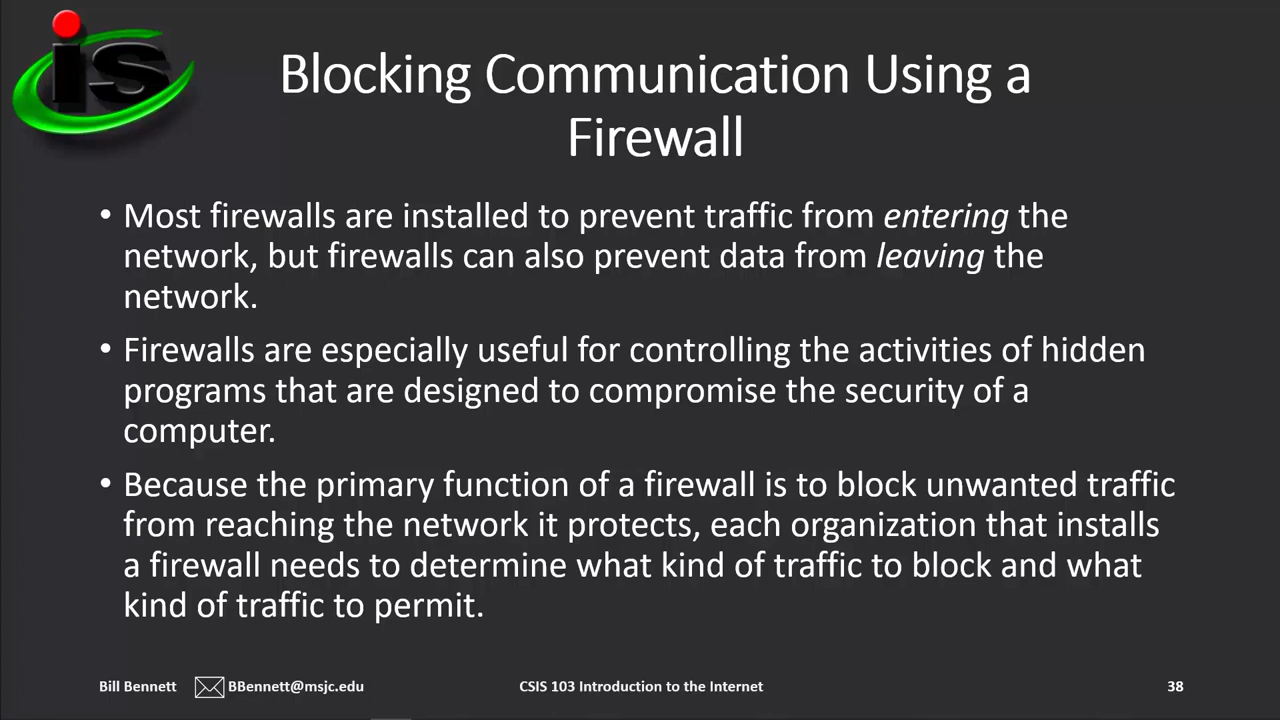 is
Blocking Communication Using a
Firewall
• Most firewalls are installed to prevent traffic from entering the
network, but firewalls can also prevent data from leaving the
network.
• Firewalls are especially useful for controlling the activities of hidden
programs that are designed to compromise the security of a
computer.
• Because the primary function of a firewall is to block unwanted traffic
from reaching the network it protects, each organization that installs
a firewall needs to determine what kind of traffic to block and what
kind of traffic to permit.
Bill Bennett BBennett@msjc.edu CSIS 103 Introduction to the Internet 38